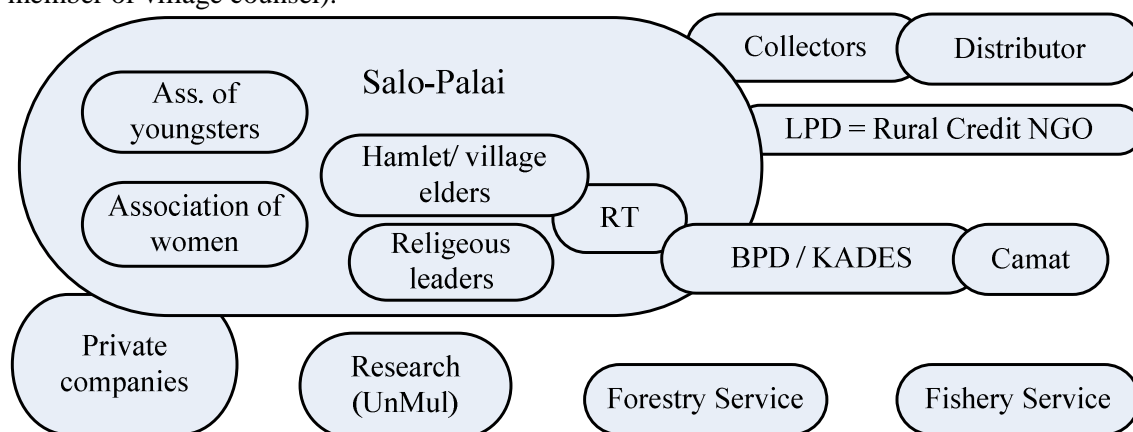 member of village counsel).
Collectors
Distributor
Salo-Palai
Ass. of
youngsters
LPD = Rural Credit NGO
Hamlet/ village
elders
Association of
women
RT
Religeous
leaders
BPD / KADES
Camat
Private
companies
Research
(UnMul)
Forestry Service
Fishery Service